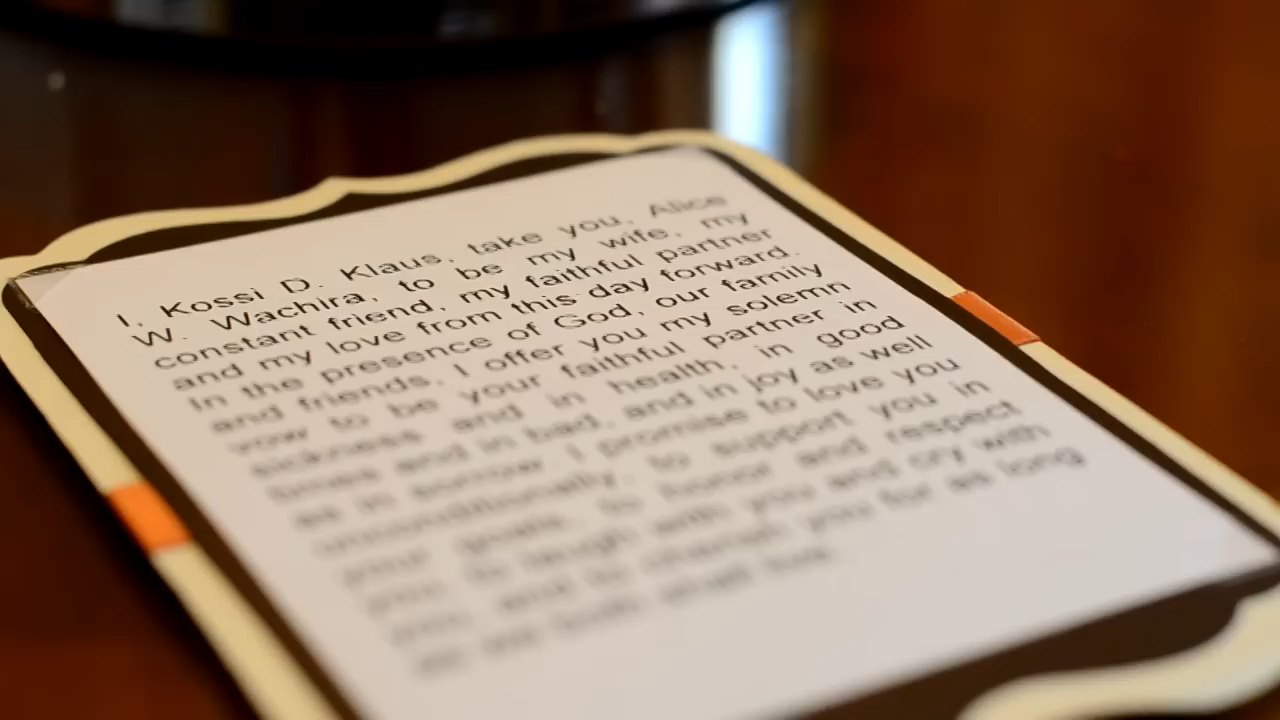 I, Kossi D. Klaus, take you, Alice
W. Wachira, to be my wife, my
constant friend, my faithful partner
and my love from this day forward.
In the presence of God, our family
and friends, I offer you my solemn
vow to be your faithful partner in
sickness and in health, in good
times and in bad, and in joy as well
as in sorrow. I promise to love you
unconditionally, to support you in
your goals, to honor and respect
you, to laugh with you and cry with
you, and to cherish you for as long
as we both shall live.